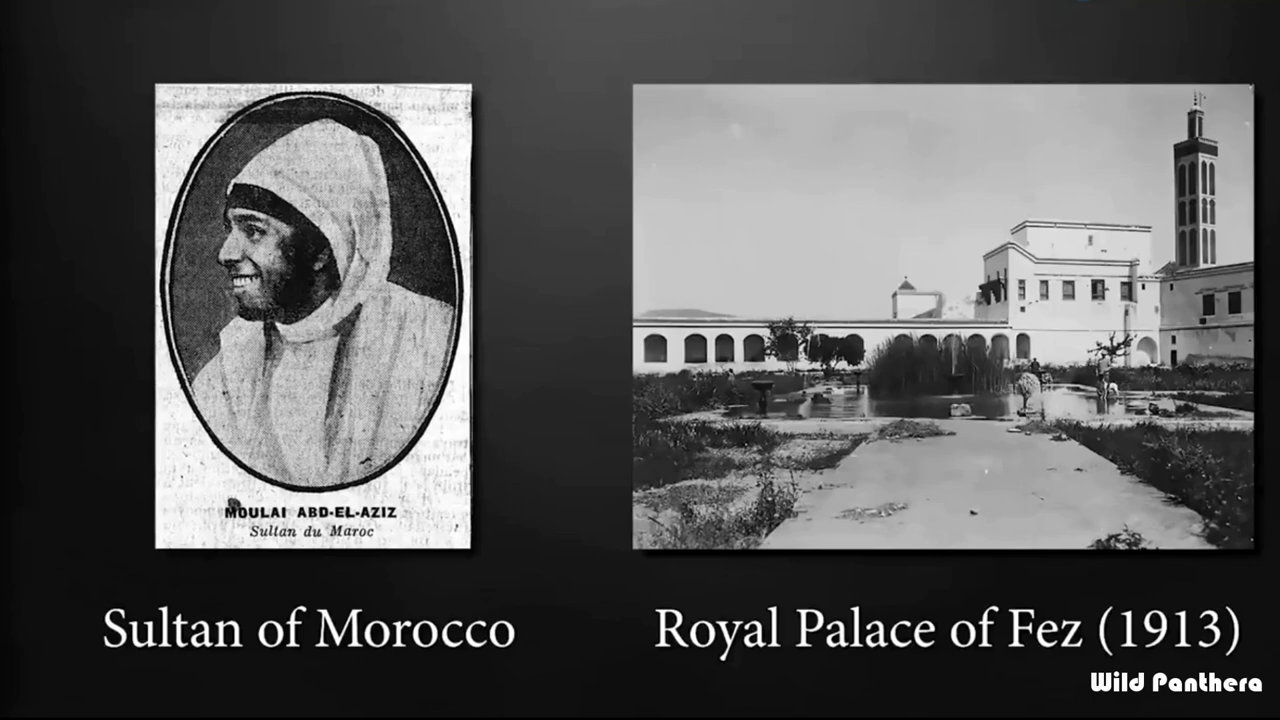 MOULAI ABD-EL-AZIZ
Sultan du Maroc
Sultan of Morocco
Royal Palace of Fez (1913)
Wild Panthera